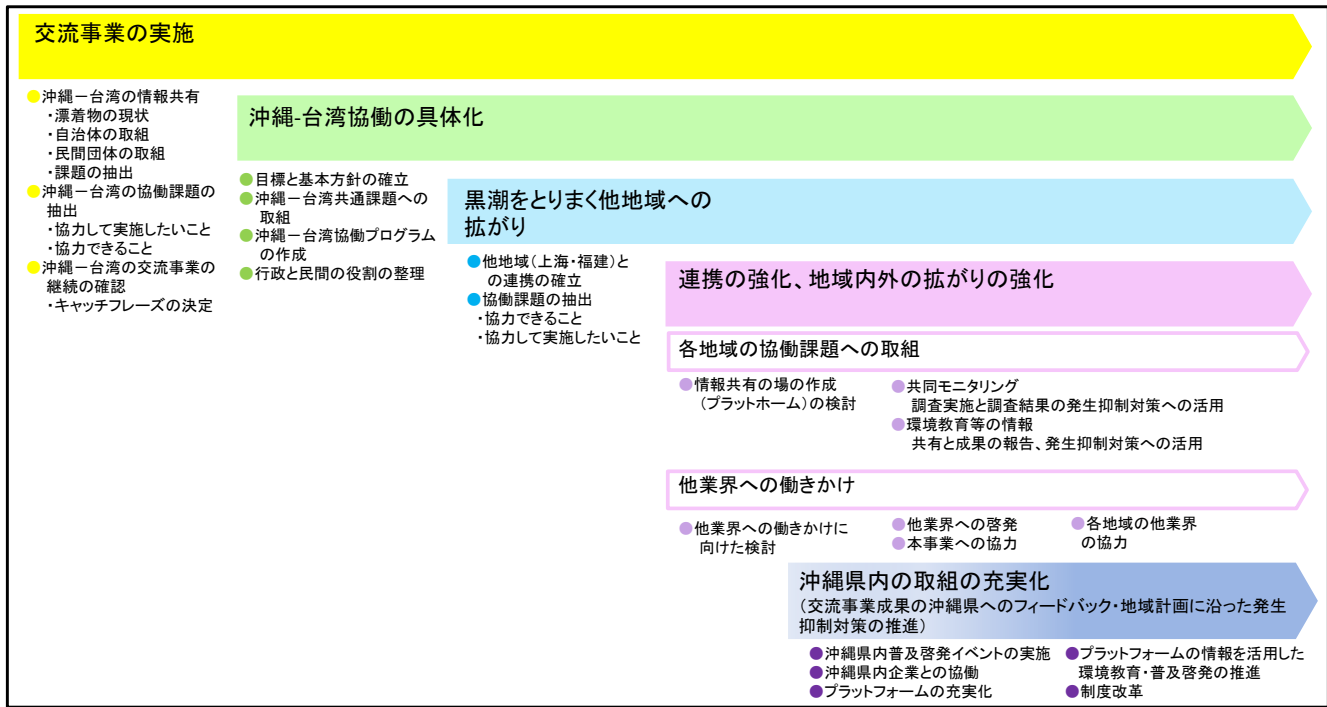 交流事業の実施
●沖縄－台湾の情報共有
・漂着物の現状
・自治体の取組
・民間団体の取組
・課題の抽出
●沖縄－台湾の協働課題の
抽出
・協力して実施したいこと
・協力できること
●沖縄－台湾の交流事業の
継続の確認
・キャッチフレーズの決定
沖縄-台湾協働の具体化
●目標と基本方針の確立
●沖縄－台湾共通課題への
取組
●沖縄－台湾協働プログラム
の作成
●行政と民間の役割の整理
黒潮をとりまく他地域への
拡がり
●他地域（上海・福建）と
の連携の確立
●協働課題の抽出
・協力できること
・協力して実施したいこと
連携の強化、地域内外の拡がりの強化
各地域の協働課題への取組
●情報共有の場の作成
（プラットホーム）の検討
●共同モニタリング
調査実施と調査結果の発生抑制対策への活用
●環境教育等の情報
共有と成果の報告、発生抑制対策への活用
他業界への働きかけ
●他業界への働きかけに
向けた検討
●他業界への啓発
●本事業への協力
●各地域の他業界
の協力
沖縄県内の取組の充実化
（交流事業成果の沖縄県へのフィードバック・地域計画に沿った発生
抑制対策の推進）
●沖縄県内普及啓発イベントの実施
●沖縄県内企業との協働
●プラットフォームの充実化
●プラットフォームの情報を活用した
環境教育・普及啓発の推進
●制度改革